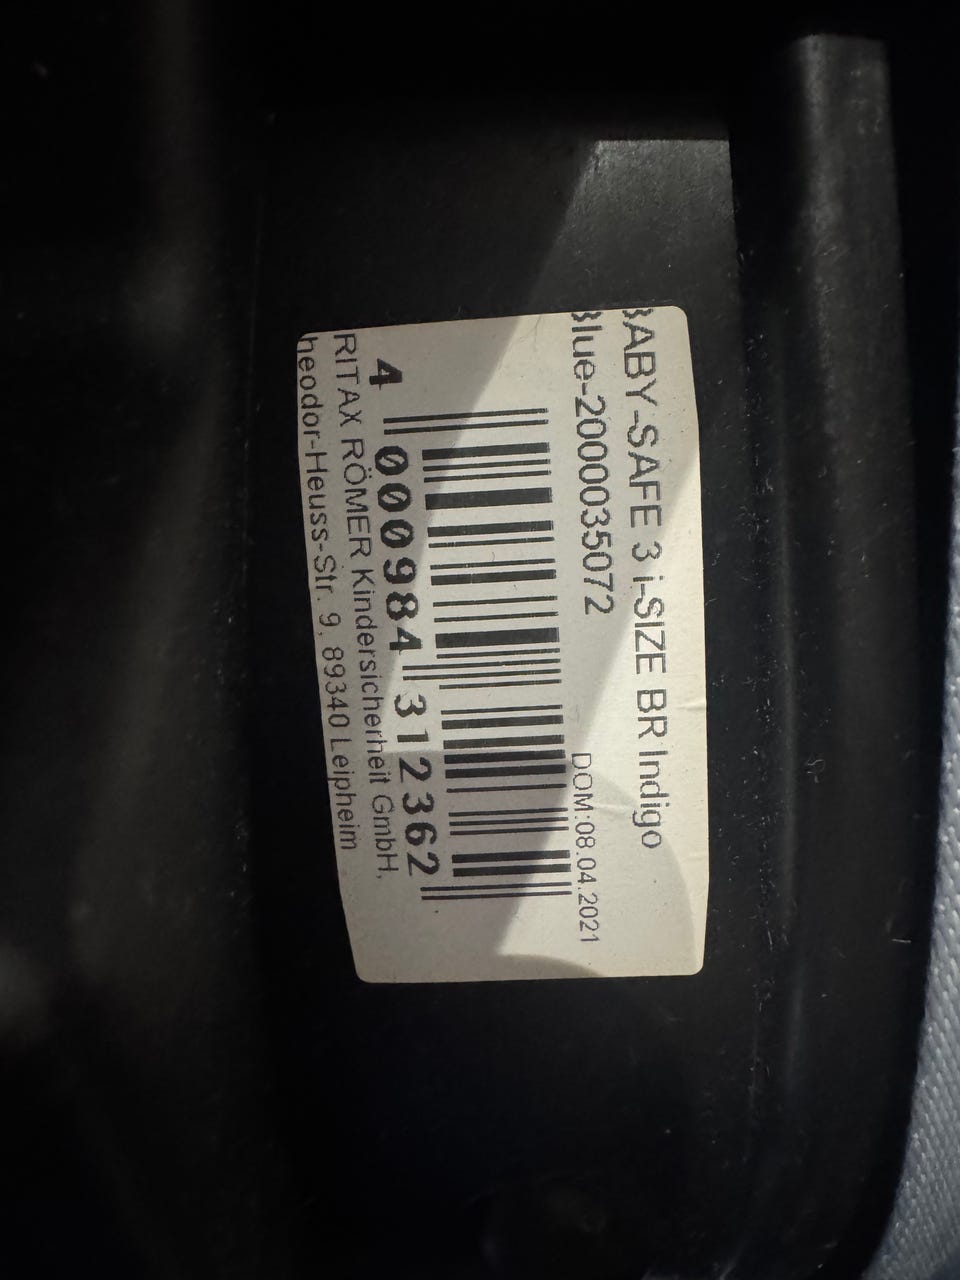 BABY-SAFE 3 i-SIZE BR Indigo
Blue-2000035072
DOM:08.04.2021
4 000984 312362
RITAX RÖMER Kindersicherheit GmbH,
heodor-Heuss-Str. 9, 89340 Leipheim